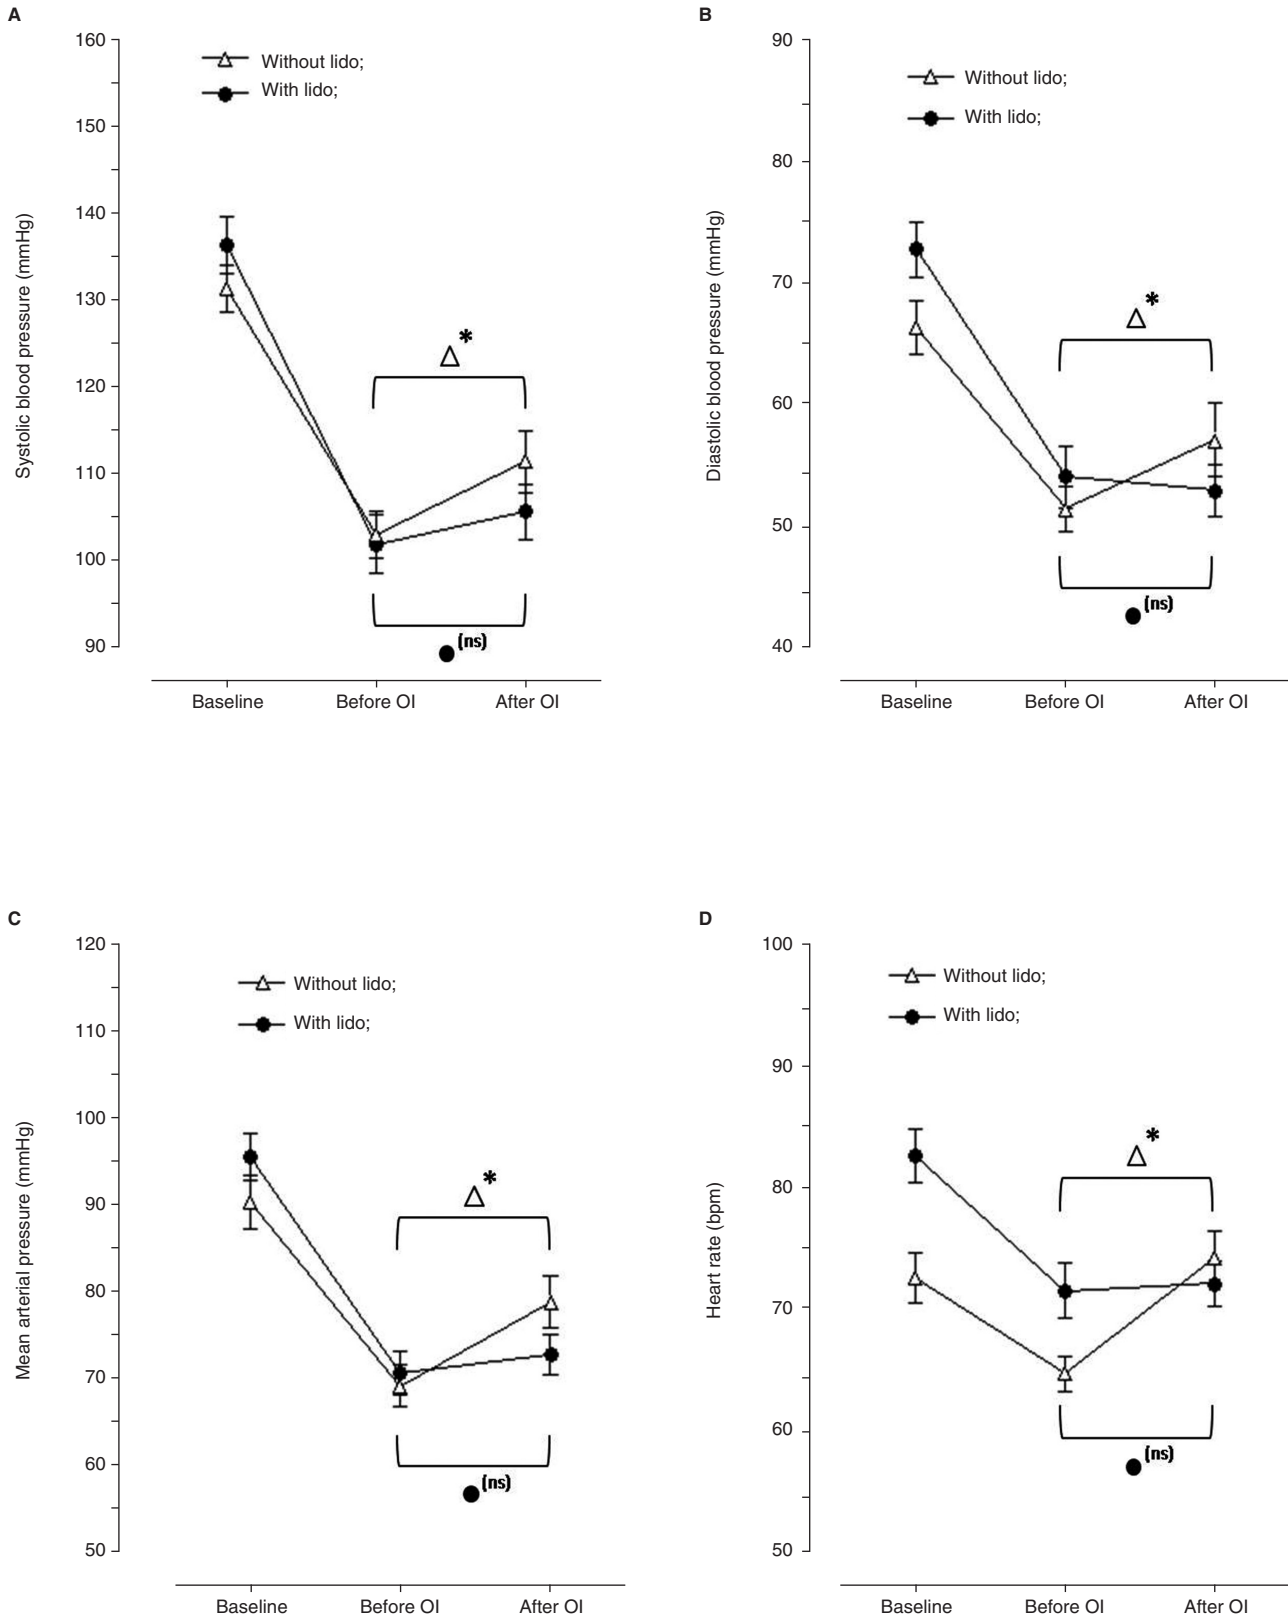 A
160
150
140
130
120
110
100
90
Systolic blood pressure (mmHg)
Without lido;
With lido;
*
(ns)
Baseline Before OI After OI
B
90
80
70
60
50
40
Diastolic blood pressure (mmHg)
Without lido;
With lido;
*
(ns)
Baseline Before OI After OI
C
120
110
100
90
80
70
60
50
Mean arterial pressure (mmHg)
Without lido;
With lido;
*
(ns)
Baseline Before OI After OI
D
100
90
80
70
60
50
Heart rate (bpm)
Without lido;
With lido;
*
(ns)
Baseline Before OI After OI